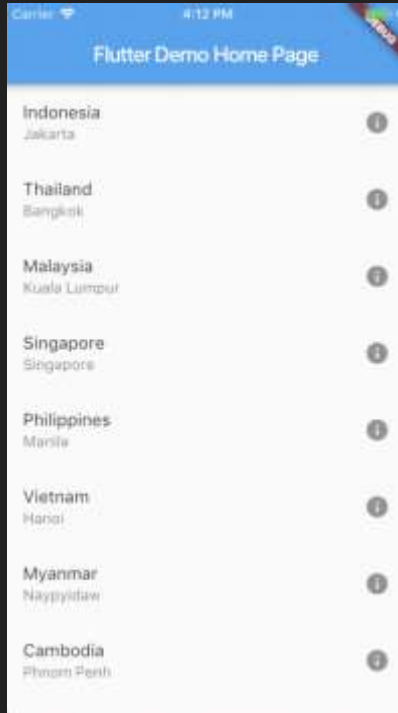 Carrier 4:12 PM
Flutter Demo Home Page
Indonesia
Jakarta
Thailand
Bangkok
Malaysia
Kuala Lumpur
Singapore
Singapore
Philippines
Manila
Vietnam
Hanoi
Myanmar
Naypyidaw
Cambodia
Phnom Penh